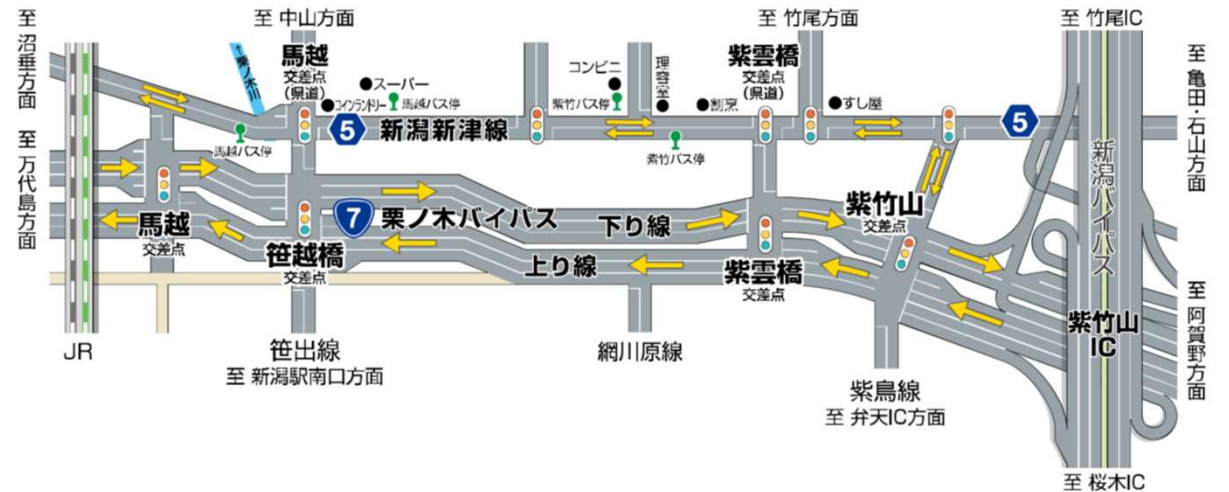 至 沼垂方面
至 万代島方面
至 中山方面
至 竹尾方面
至 竹尾IC
至 亀田・石山方面
至 阿賀野方面
←栗ノ木川
馬越
交差点
(県道)
スーパー
コインランドリー
馬越バス停
馬越バス停
5
新潟新津線
コンビニ
紫竹バス停
理容室
割烹
紫竹バス停
紫雲橋
交差点
(県道)
すし屋
5
新潟バイパス
馬越
交差点
笹越橋
交差点
7
栗ノ木バイパス
下り線
上り線
紫雲橋
交差点
紫竹山
交差点
紫竹山
IC
JR
笹出線
至 新潟駅南口方面
網川原線
紫鳥線
至 弁天IC方面
至 桜木IC